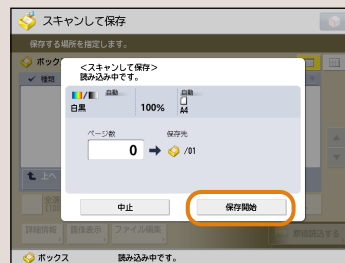 スキャンして保存
保存する場所を指定します。
ボック
<スキャンして保存>
読み込み中です。
種類
自動
自動
白黒
100%
A4
ページ数
保存先
0
/01
上へ
中止
保存開始
詳細情報
画像表示
ファイル編集
ボックス
読み込み中です。